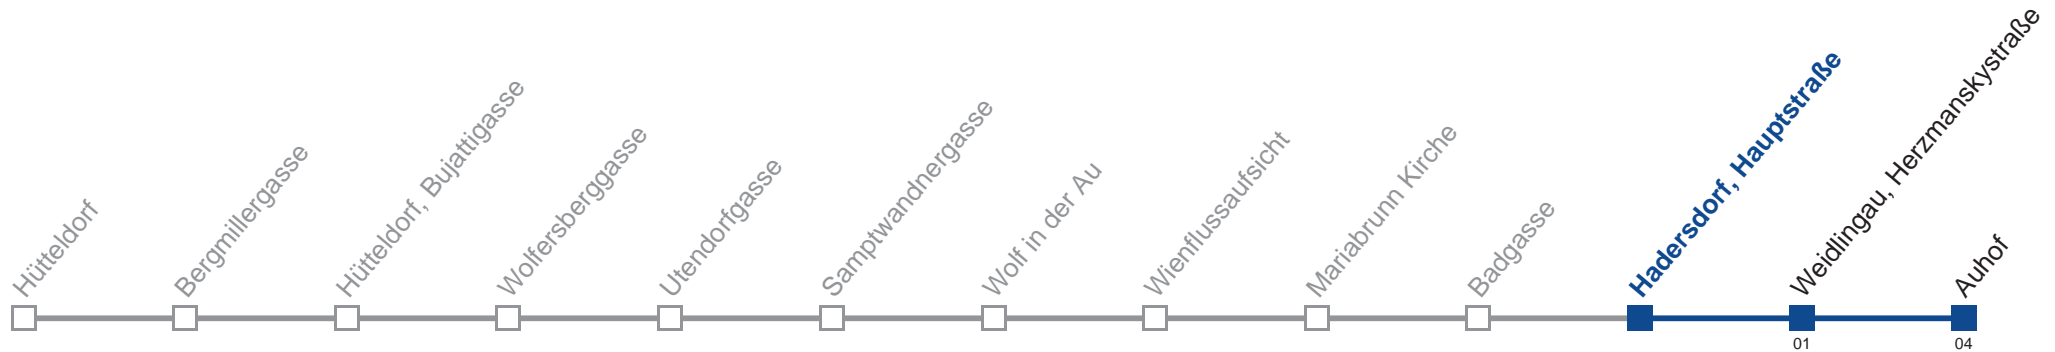 Hütteldorf
Bergmillergasse
Hütteldorf, Bujattigasse
Wolfersberggasse
Utendorfgasse
Samptwandnergasse
Wolf in der Au
Wienflussaufsicht
Mariabrunn Kirche
Badgasse
Hadersdorf, Hauptstraße
Weidlingau, Herzmanskystraße
Auhof
01
04